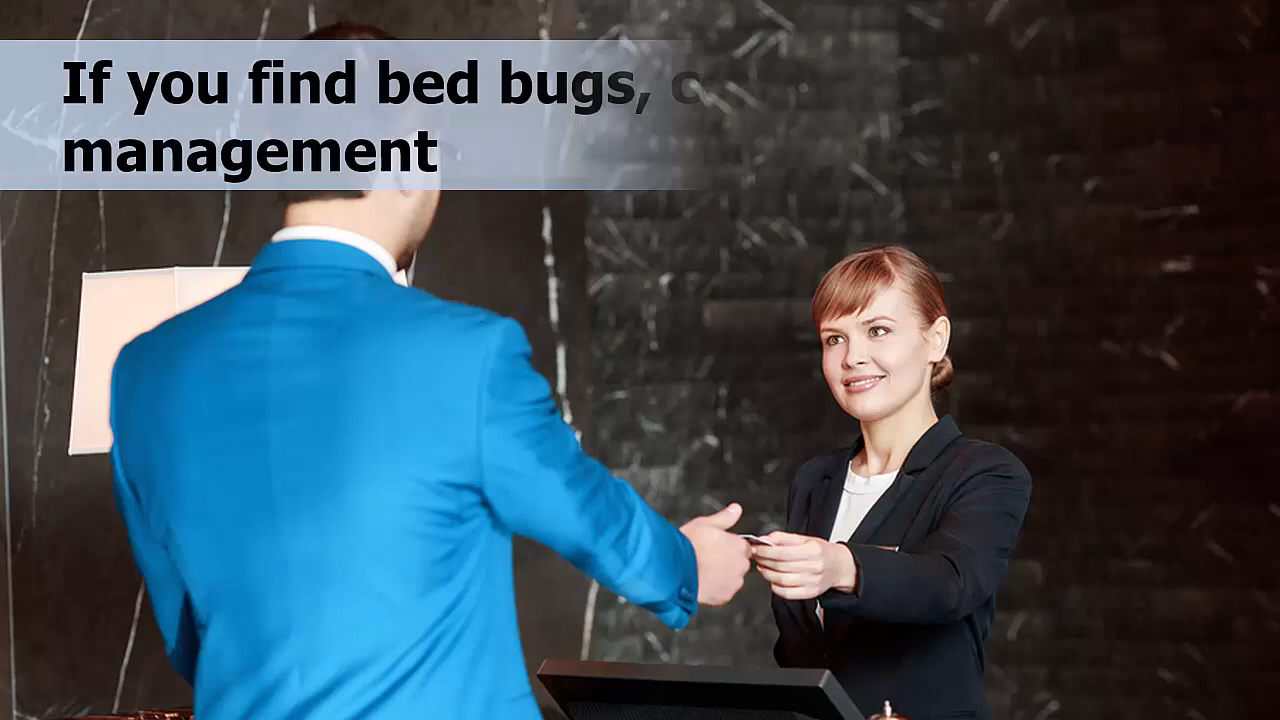 If you find bed bugs,
management